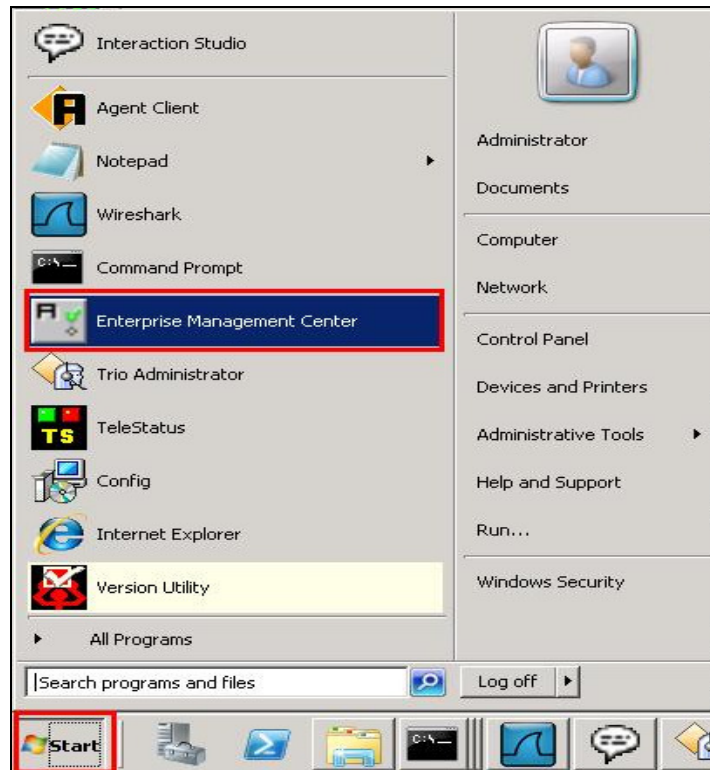 Interaction Studio
Agent Client
Notepad
Wireshark
Command Prompt
Enterprise Management Center
Trio Administrator
TS
TeleStatus
Config
Internet Explorer
Version Utility
All Programs
Search programs and files
Administrator
Documents
Computer
Network
Control Panel
Devices and Printers
Administrative Tools
Help and Support
Run...
Windows Security
Log off
Start